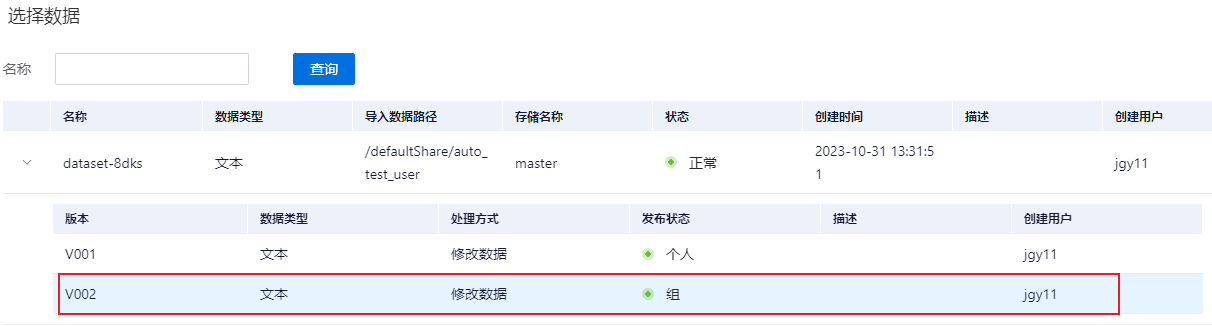 选择数据
名称 查询
名称 数据类型 导入数据路径 存储名称 状态 创建时间 描述 创建用户
dataset-8dks 文本 /defaultShare/auto_test_user master 正常 2023-10-31 13:31:51 jgy11
版本 数据类型 处理方式 发布状态 描述 创建用户
V001 文本 修改数据 个人 jgy11
V002 文本 修改数据 组 jgy11